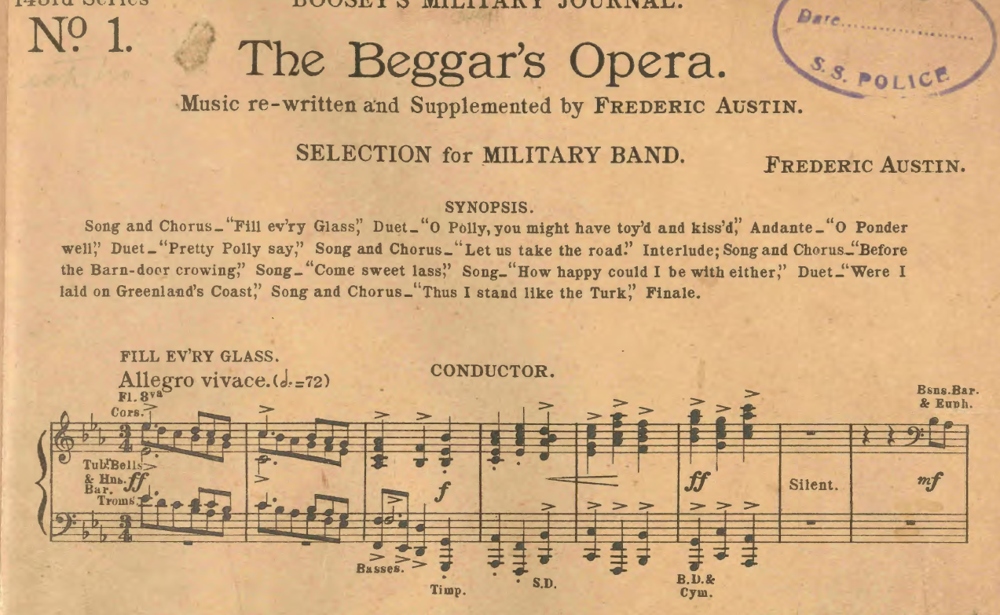 143rd Series
BOOSEY'S MILITARY JOURNAL.
Nº 1.
Date
S. S. POLICE
The Beggar's Opera.
Music re-written and Supplemented by FREDERIC AUSTIN.
SELECTION for MILITARY BAND.
FREDERIC AUSTIN.
SYNOPSIS.
Song and Chorus_"Fill ev'ry Glass," Duet_"O Polly, you might have toy'd and kiss'd," Andante_"O Ponder
well," Duet_"Pretty Polly say," Song and Chorus_"Let us take the road." Interlude; Song and Chorus_"Before
the Barn-door crowing," Song_"Come sweet lass," Song_"How happy could I be with either," Duet_"Were I
laid on Greenland's Coast," Song and Chorus_"Thus I stand like the Turk," Finale.
FILL EV'RY GLASS.
CONDUCTOR.
Allegro vivace. (𝅗𝅥.=72)
Fl. 8va
Cors.
Bsns. Bar.
& Euph.
3
4
Tubr Bells
& Hns. ff
Bar.
Troms.
f
ff
Silent.
mf
3
4
Basses.
Timp.
S.D.
B.D. &
Cym.